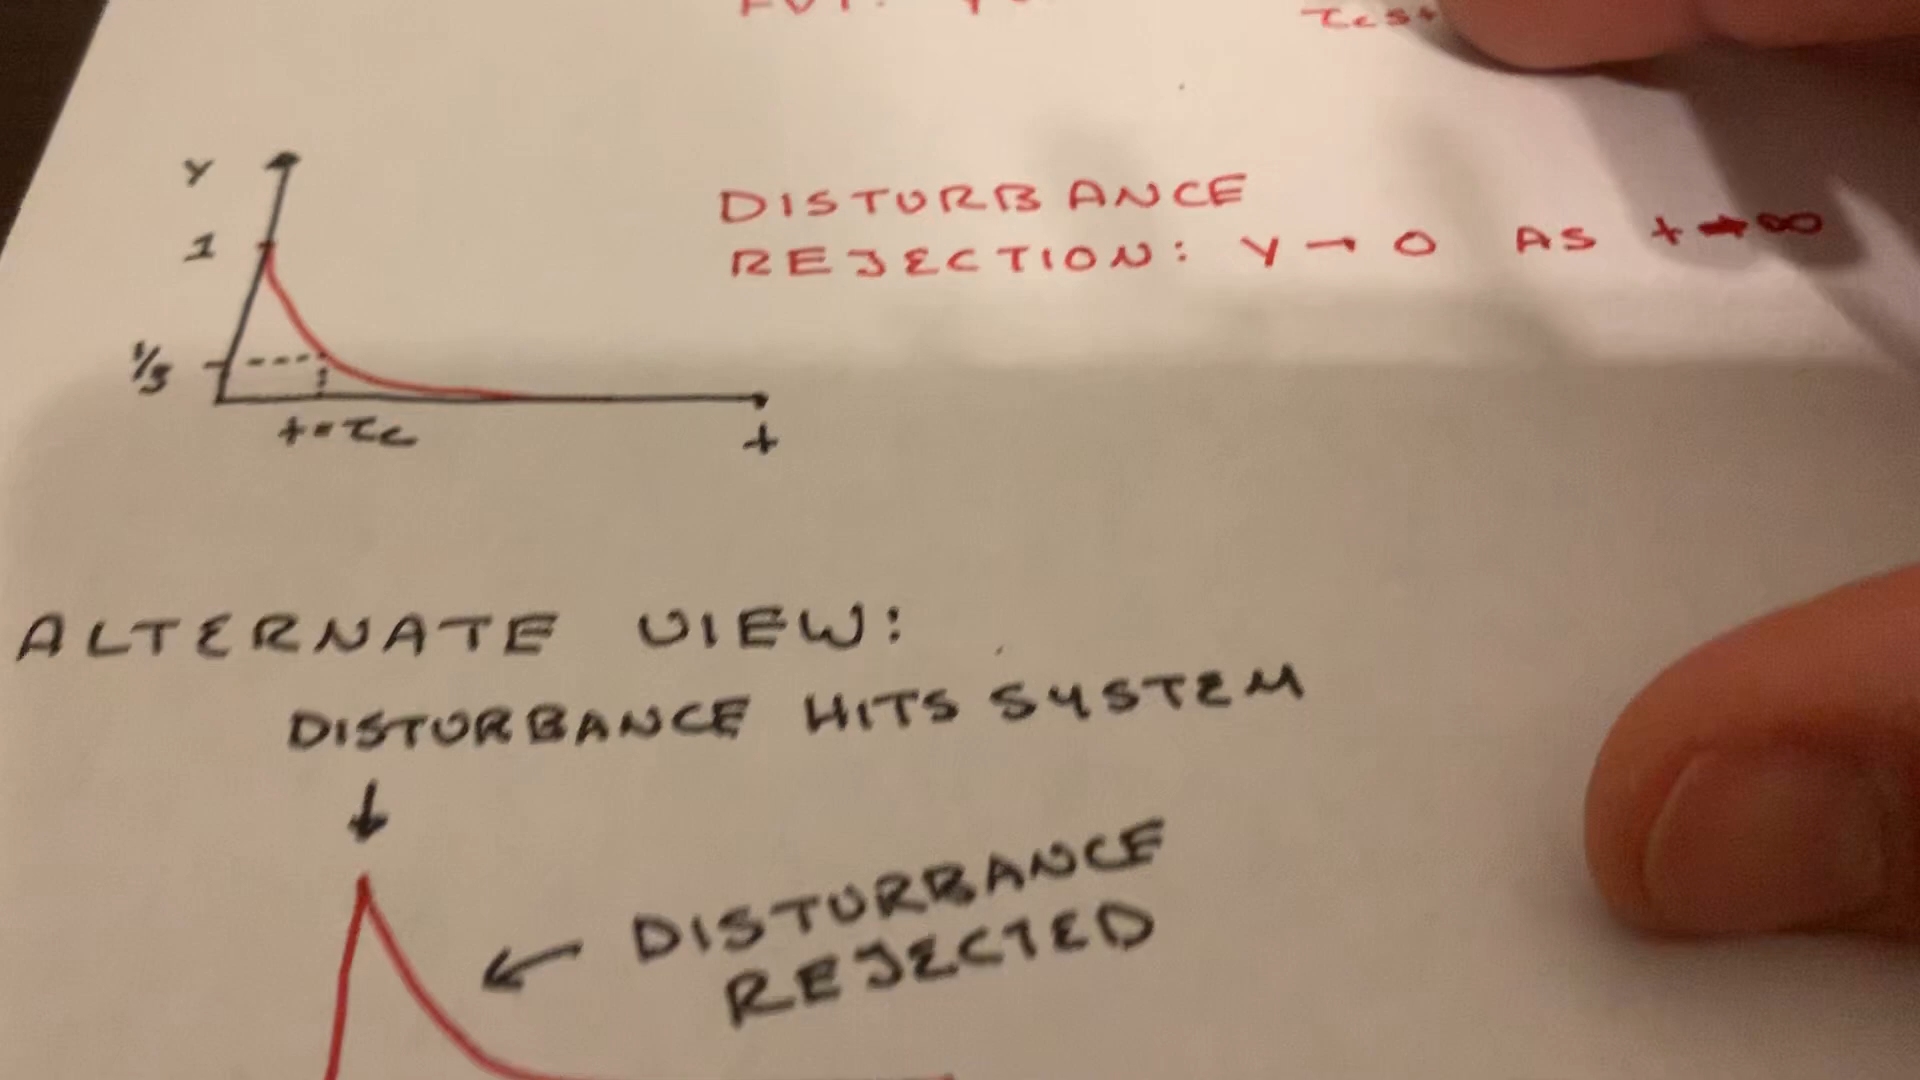 Y
1
DISTURBANCE
REJECTION: Y → 0 AS t → ∞
1/3
t = τc
t
ALTERNATE VIEW:
DISTURBANCE HITS SYSTEM
↓
← DISTURBANCE
REJECTED